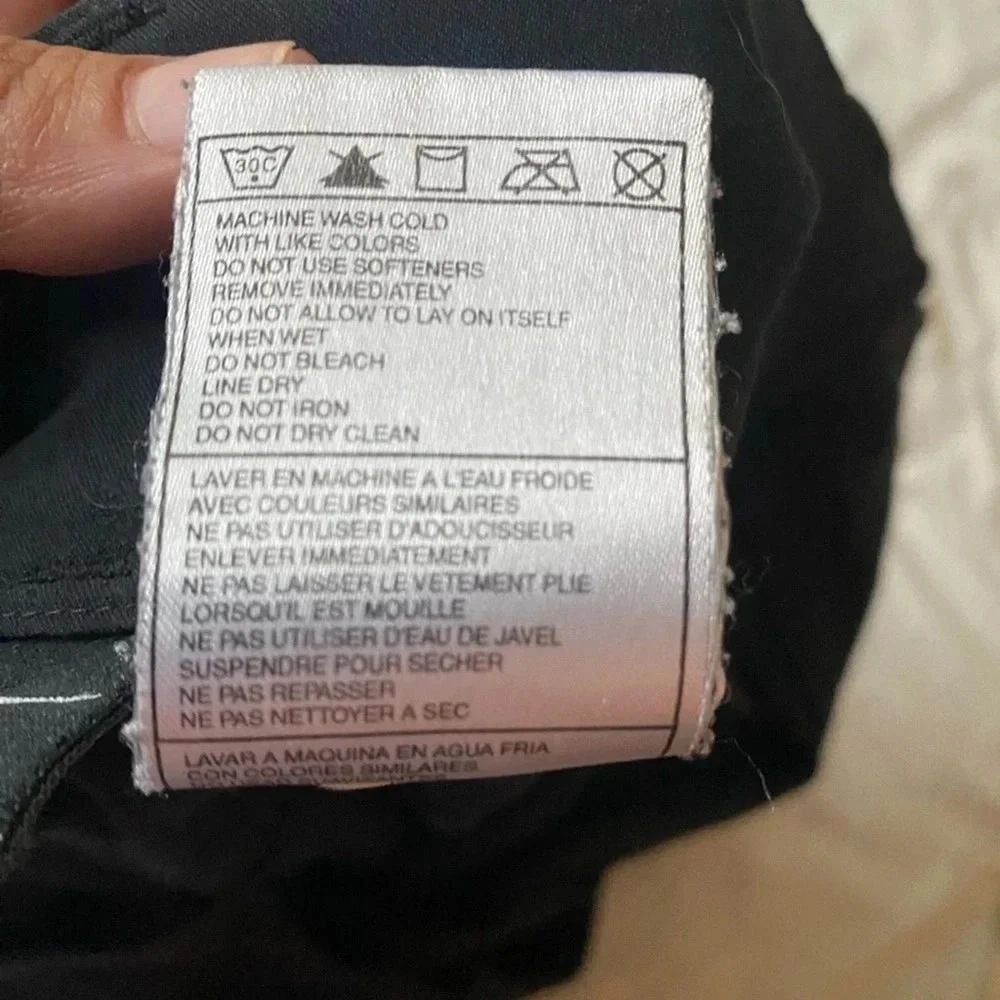 30C
MACHINE WASH COLD
WITH LIKE COLORS
DO NOT USE SOFTENERS
REMOVE IMMEDIATELY
DO NOT ALLOW TO LAY ON ITSELF
WHEN WET
DO NOT BLEACH
LINE DRY
DO NOT IRON
DO NOT DRY CLEAN
LAVER EN MACHINE A L'EAU FROIDE
AVEC COULEURS SIMILAIRES
NE PAS UTILISER D'ADOUCISSEUR
ENLEVER IMMEDIATEMENT
NE PAS LAISSER LE VETEMENT PLIE
LORSQU'IL EST MOUILLE
NE PAS UTILISER D'EAU DE JAVEL
SUSPENDRE POUR SECHER
NE PAS REPASSER
NE PAS NETTOYER A SEC
LAVAR A MAQUINA EN AGUA FRIA
CON COLORES SIMILARES